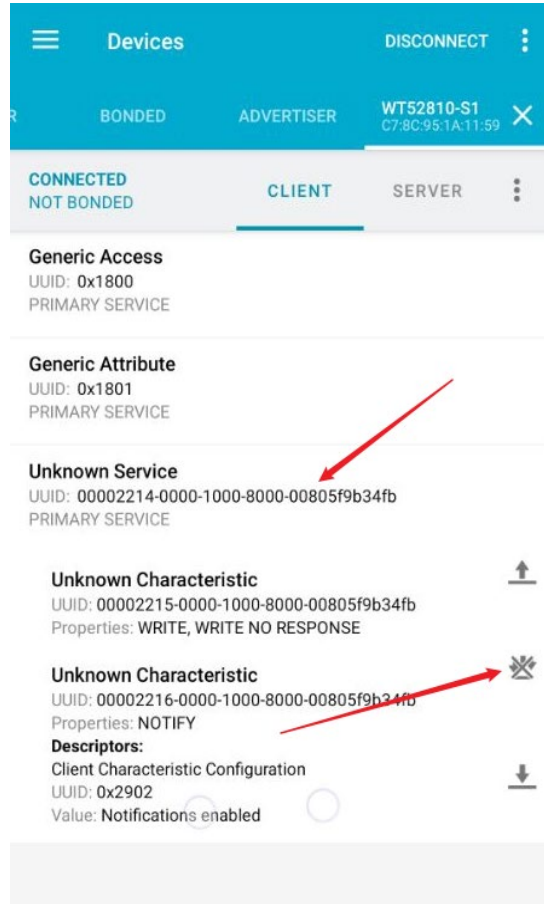 Devices
DISCONNECT
R
BONDED
ADVERTISER
WT52810-S1
C7:8C:95:1A:11:59
CONNECTED
NOT BONDED
CLIENT
SERVER
Generic Access
UUID: 0x1800
PRIMARY SERVICE
Generic Attribute
UUID: 0x1801
PRIMARY SERVICE
Unknown Service
UUID: 00002214-0000-1000-8000-00805f9b34fb
PRIMARY SERVICE
Unknown Characteristic
UUID: 00002215-0000-1000-8000-00805f9b34fb
Properties: WRITE, WRITE NO RESPONSE
Unknown Characteristic
UUID: 00002216-0000-1000-8000-00805f9b34fb
Properties: NOTIFY
Descriptors:
Client Characteristic Configuration
UUID: 0x2902
Value: Notifications enabled